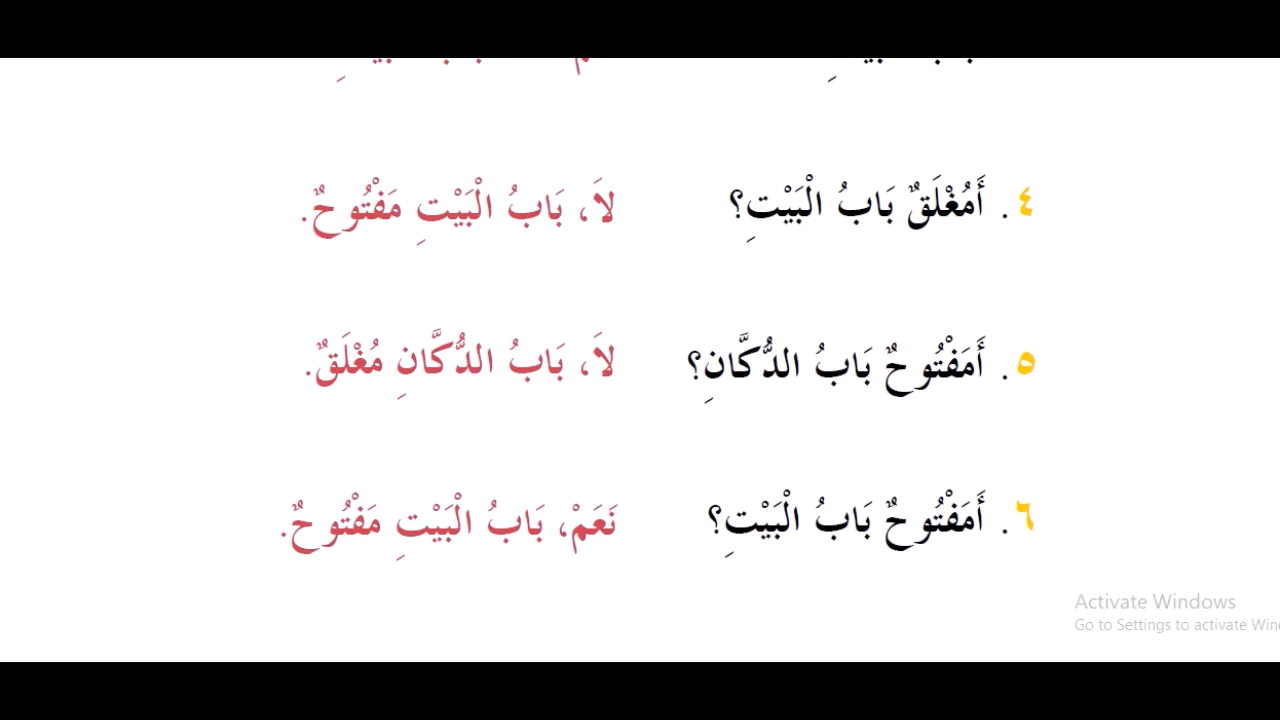 ٤. أَمُغْلَقٌ بَابُ الْبَيْتِ؟ لاَ، بَابُ الْبَيْتِ مَفْتُوحٌ.
٥. أَمَفْتُوحٌ بَابُ الدُّكَّانِ؟ لاَ، بَابُ الدُّكَّانِ مُغْلَقٌ.
٦. أَمَفْتُوحٌ بَابُ الْبَيْتِ؟ نَعَمْ، بَابُ الْبَيْتِ مَفْتُوحٌ.
Activate Windows
Go to Settings to activate